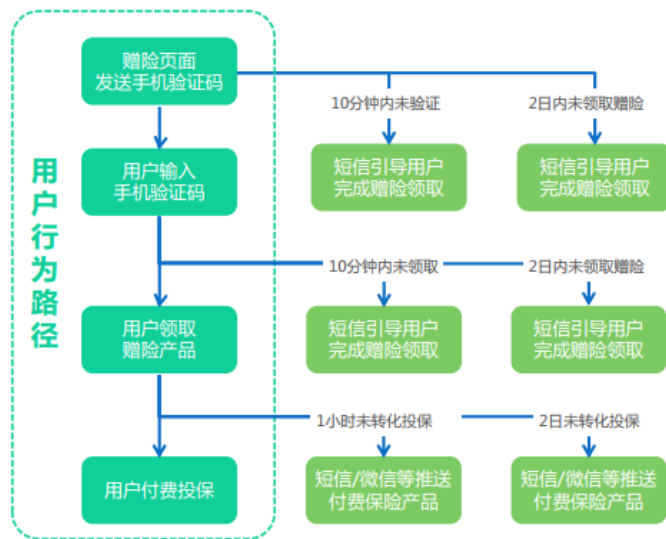 用户行为路径
赠险页面
发送手机验证码
10分钟内未验证
2日内未领取赠险
短信引导用户
完成赠险领取
短信引导用户
完成赠险领取
用户输入
手机验证码
10分钟内未领取
2日内未领取赠险
用户领取
赠险产品
短信引导用户
完成赠险领取
短信引导用户
完成赠险领取
1小时未转化投保
2日未转化投保
用户付费投保
短信/微信等推送
付费保险产品
短信/微信等推送
付费保险产品